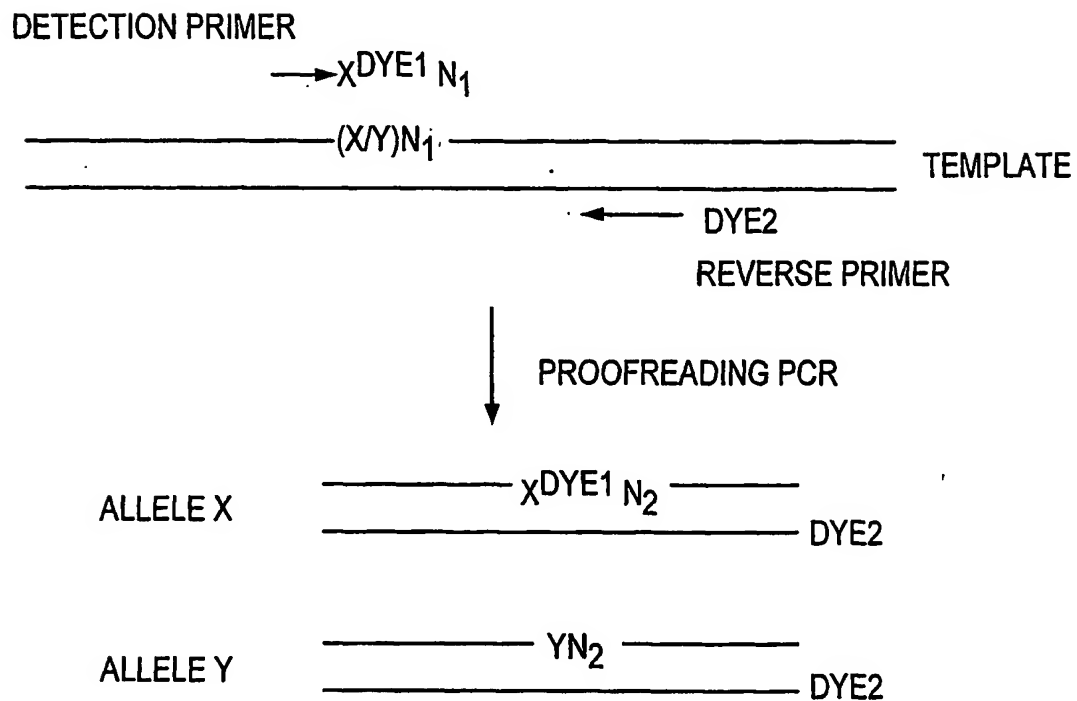 DETECTION PRIMER
X^DYE1 N₁
(X/Y)N₁
TEMPLATE
DYE2
REVERSE PRIMER
PROOFREADING PCR
ALLELE X
X^DYE1 N₂
DYE2
ALLELE Y
YN₂
DYE2